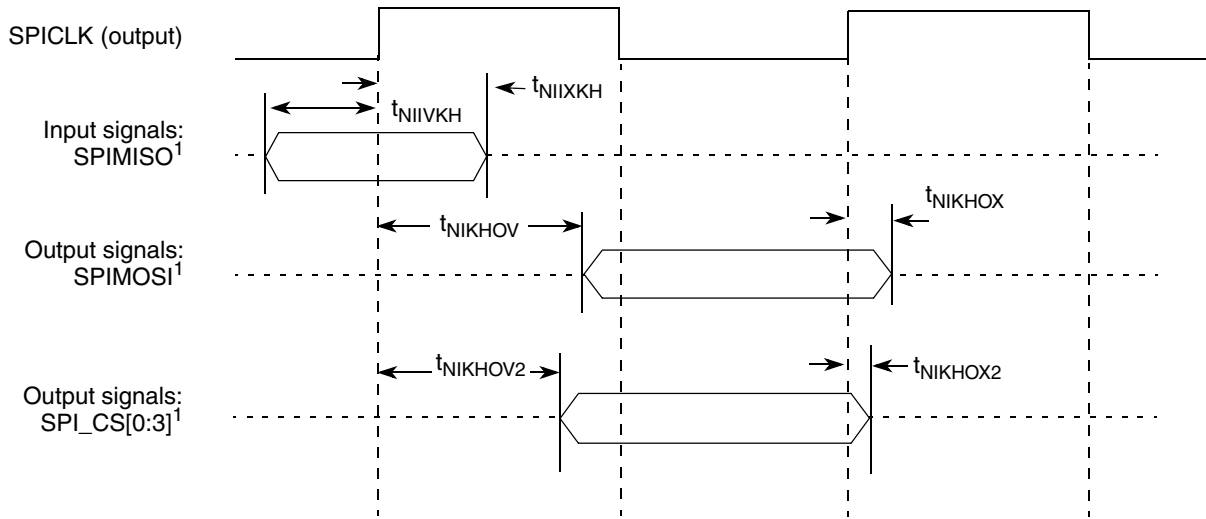 SPICLK (output)
tNIIXKH
tNIIVKH
Input signals:
SPIMISO1
tNIKHOX
tNIKHOV
Output signals:
SPIMOSI1
tNIKHOV2
tNIKHOX2
Output signals:
SPI_CS[0:3]1